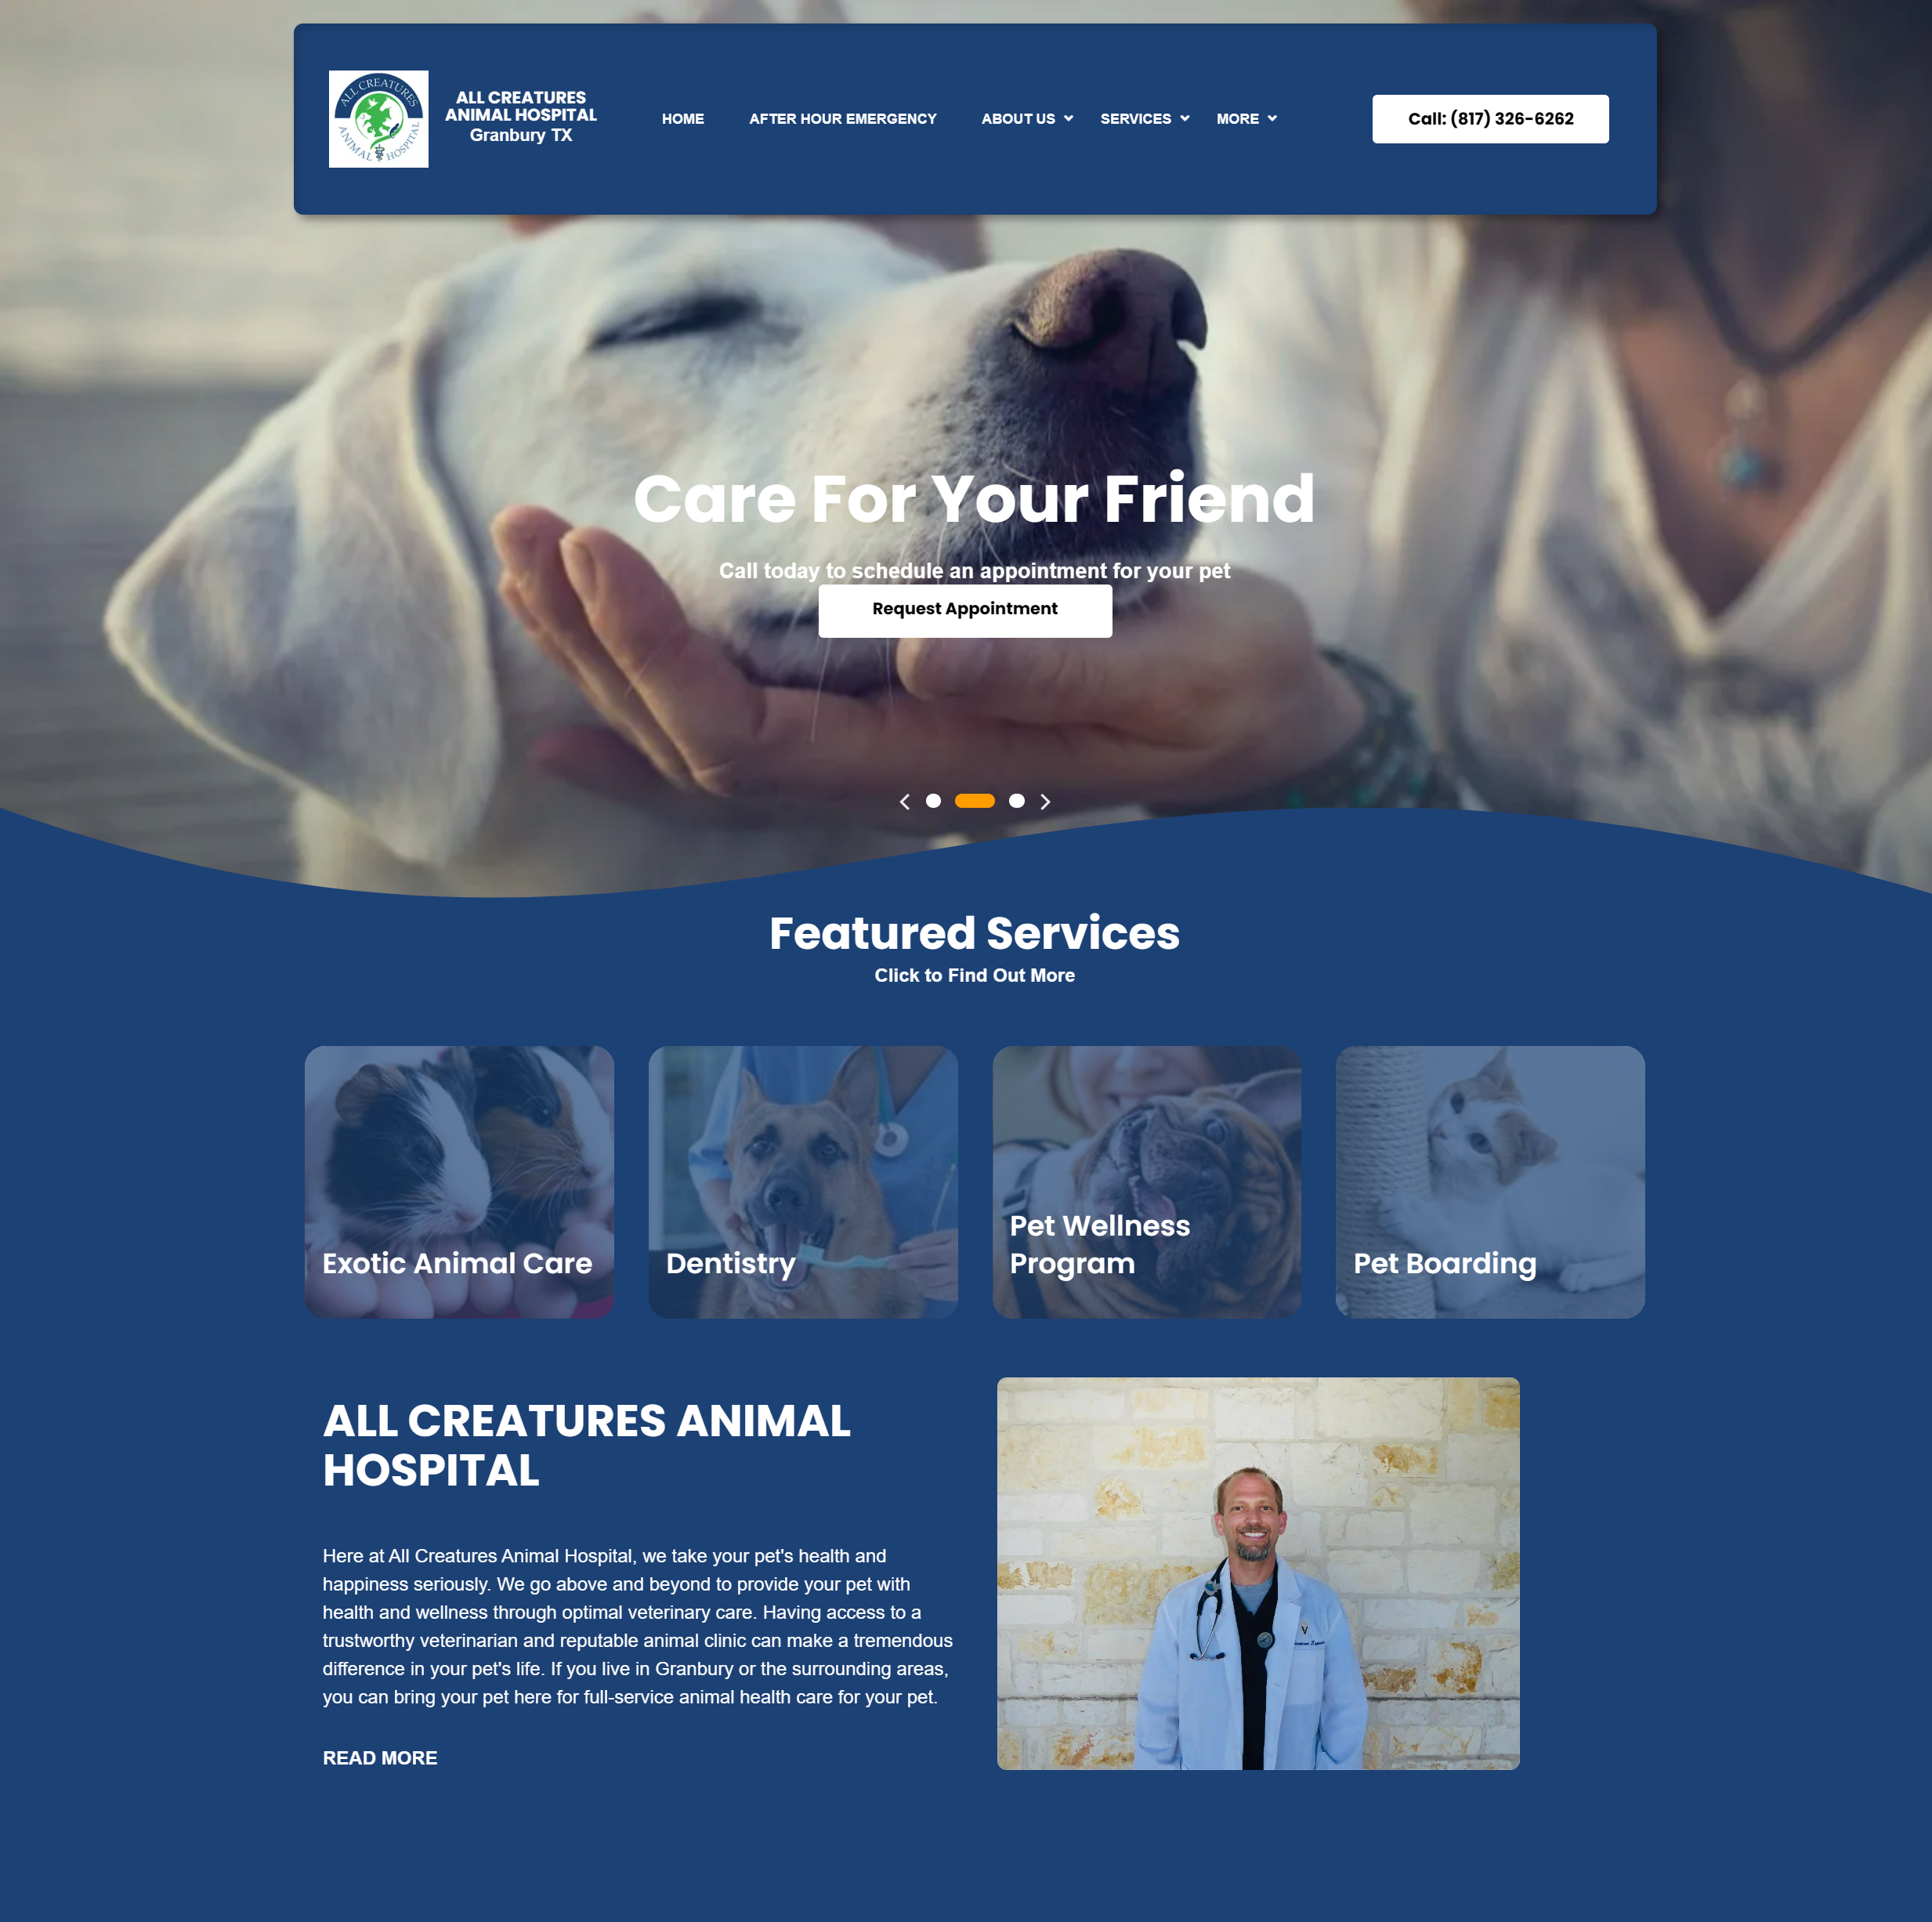 ALL CREATURES
ANIMAL HOSPITAL
ALL CREATURES
ANIMAL HOSPITAL
Granbury TX
HOME
AFTER HOUR EMERGENCY
ABOUT US
SERVICES
MORE
Call: (817) 326-6262
Care For Your Friend
Call today to schedule an appointment for your pet
Request Appointment
Featured Services
Click to Find Out More
Exotic Animal Care
Dentistry
Pet Wellness
Program
Pet Boarding
ALL CREATURES ANIMAL
HOSPITAL
Here at All Creatures Animal Hospital, we take your pet's health and
happiness seriously. We go above and beyond to provide your pet with
health and wellness through optimal veterinary care. Having access to a
trustworthy veterinarian and reputable animal clinic can make a tremendous
difference in your pet's life. If you live in Granbury or the surrounding areas,
you can bring your pet here for full-service animal health care for your pet.
READ MORE